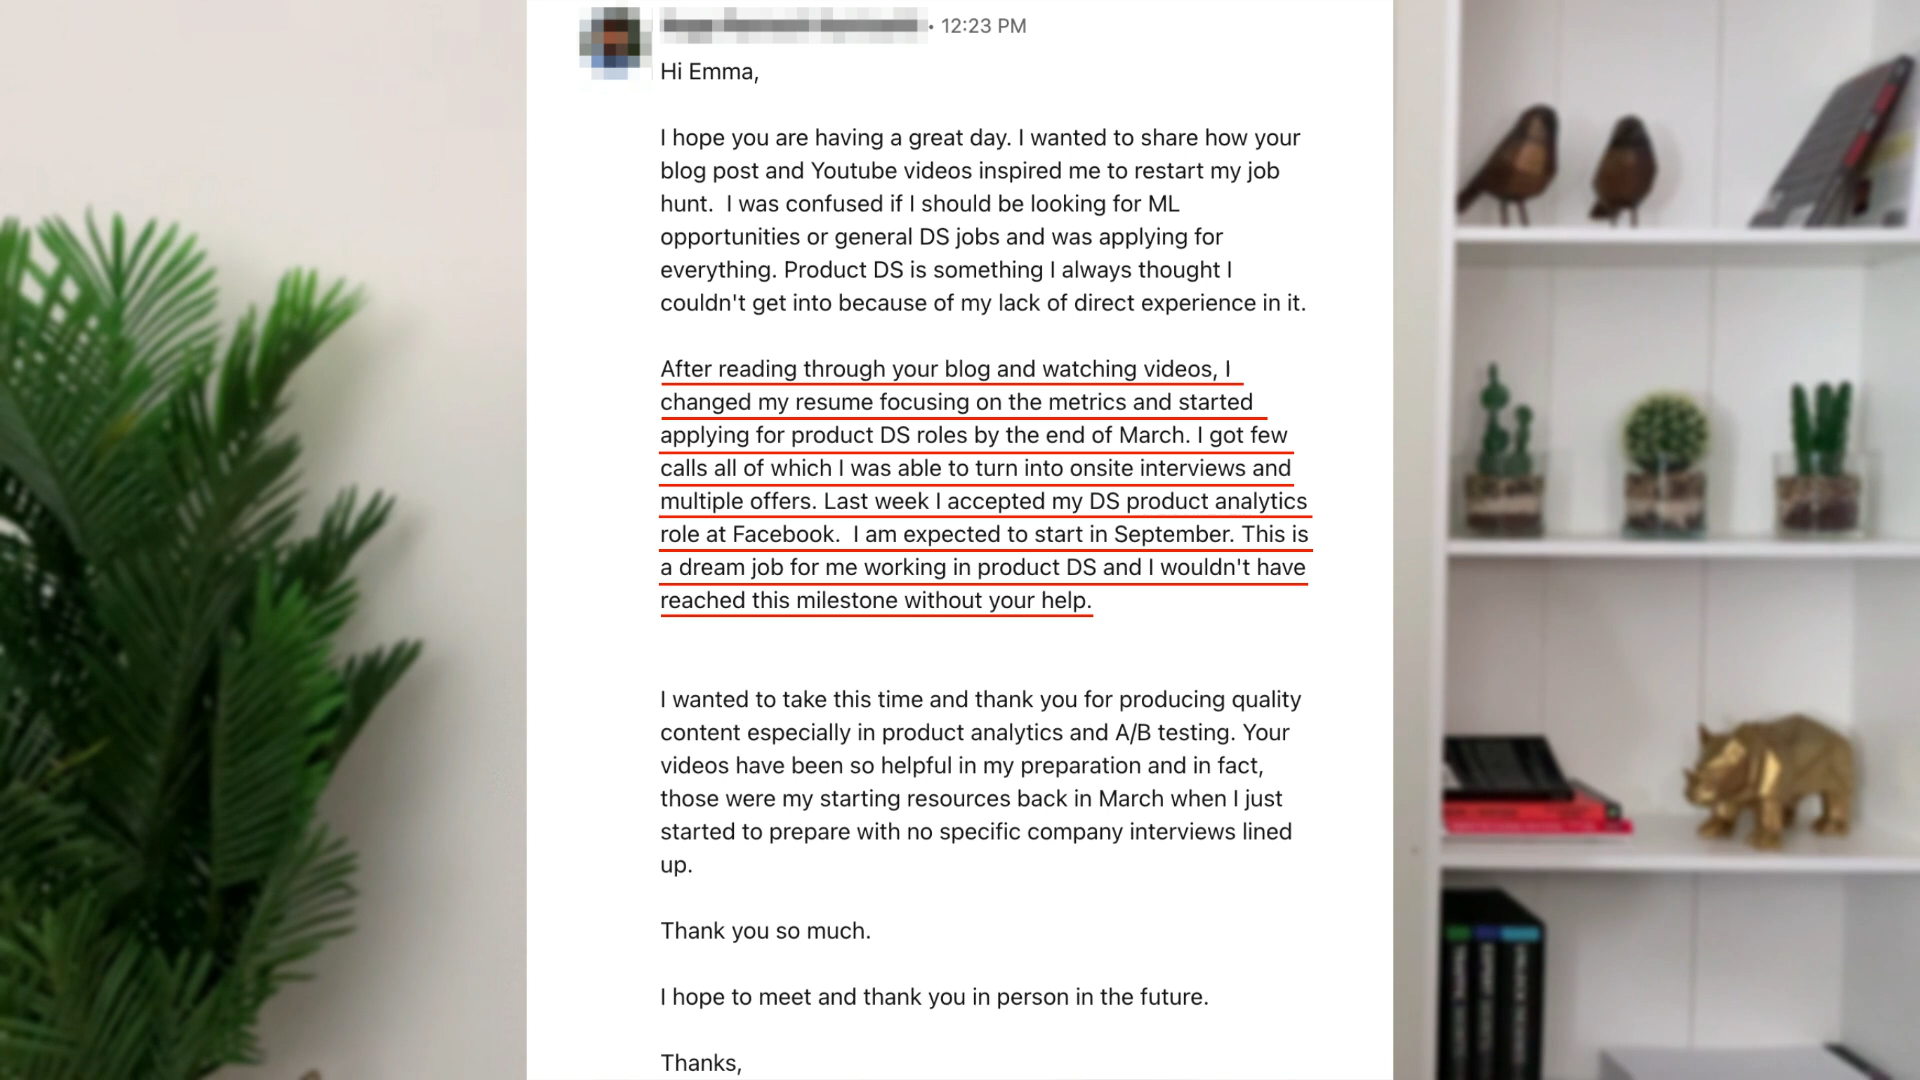 · 12:23 PM
Hi Emma,
I hope you are having a great day. I wanted to share how your
blog post and Youtube videos inspired me to restart my job
hunt.  I was confused if I should be looking for ML
opportunities or general DS jobs and was applying for
everything. Product DS is something I always thought I
couldn't get into because of my lack of direct experience in it.
After reading through your blog and watching videos, I
changed my resume focusing on the metrics and started
applying for product DS roles by the end of March. I got few
calls all of which I was able to turn into onsite interviews and
multiple offers. Last week I accepted my DS product analytics
role at Facebook.  I am expected to start in September. This is
a dream job for me working in product DS and I wouldn't have
reached this milestone without your help.
I wanted to take this time and thank you for producing quality
content especially in product analytics and A/B testing. Your
videos have been so helpful in my preparation and in fact,
those were my starting resources back in March when I just
started to prepare with no specific company interviews lined
up.
Thank you so much.
I hope to meet and thank you in person in the future.
Thanks,